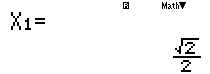 R Math▼
X₁=
√2
2